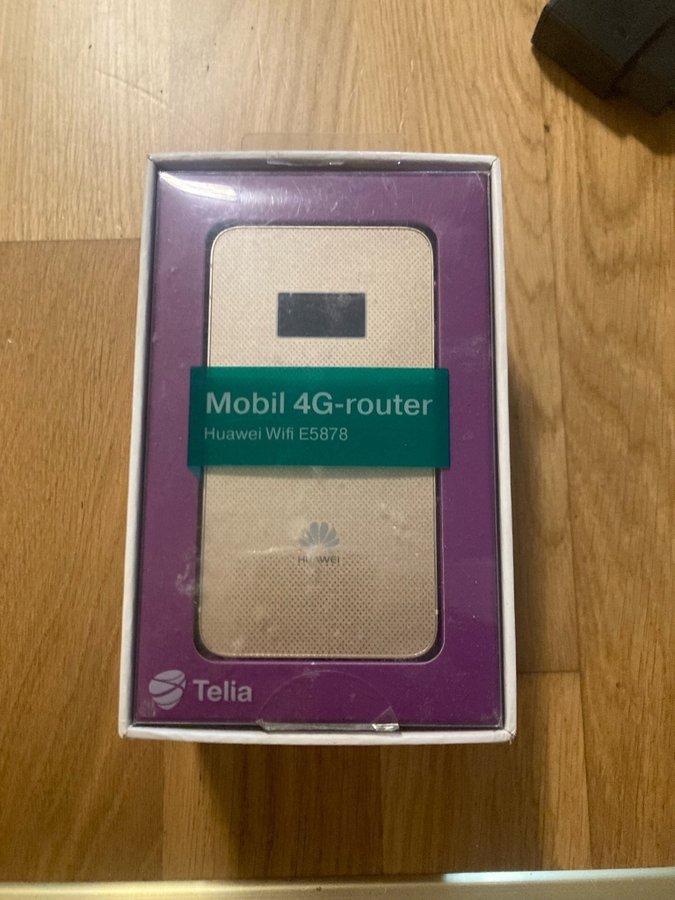 Mobil 4G-router
Huawei Wifi E5878
HUAWEI
Telia